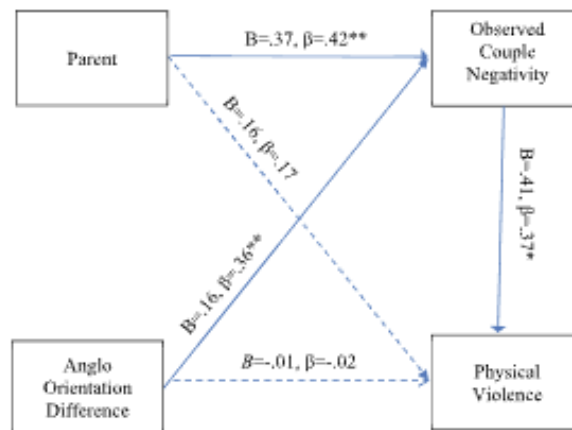 Parent
B=.37, β=.42**
Observed
Couple
Negativity
B=.16, β=.17
B=.41, β=.37*
B=.16, β=.36**
Anglo
Orientation
Difference
B=-.01, β=-.02
Physical
Violence